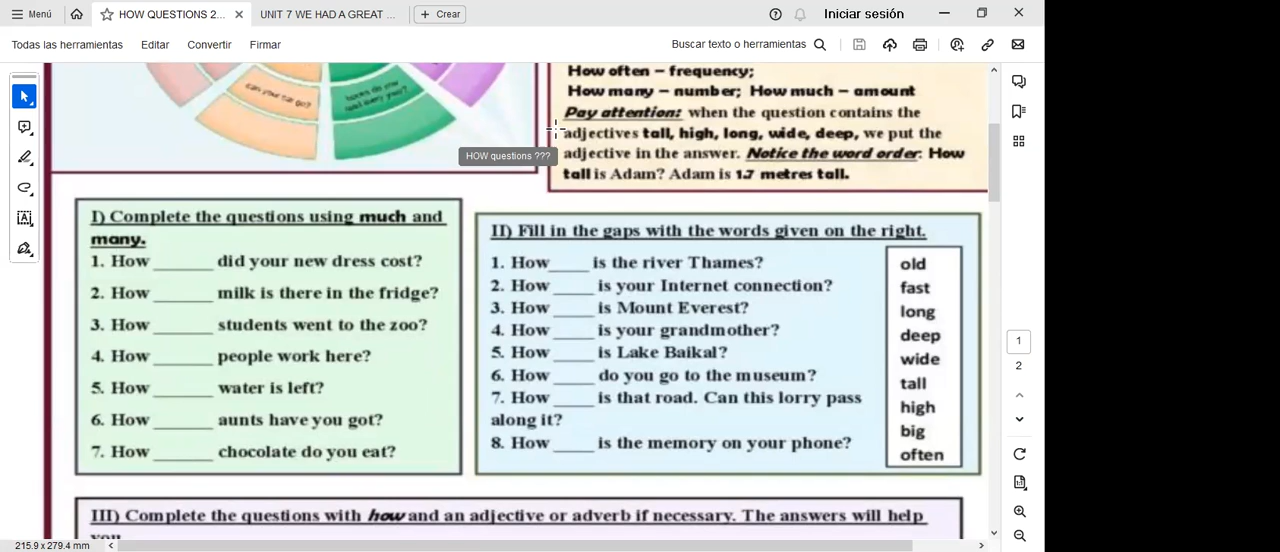 Menú
HOW QUESTIONS 2...
UNIT 7 WE HAD A GREAT ...
Crear
Iniciar sesión
Todas las herramientas
Editar
Convertir
Firmar
Buscar texto o herramientas
can your car go?
books do you
read every year?
How often – frequency;
How many – number; How much – amount
Pay attention: when the question contains the
adjectives tall, high, long, wide, deep, we put the
adjective in the answer. Notice the word order: How
tall is Adam? Adam is 1.7 metres tall.
HOW questions ???
I) Complete the questions using much and
many.
1. How ______ did your new dress cost?
2. How ______ milk is there in the fridge?
3. How ______ students went to the zoo?
4. How ______ people work here?
5. How ______ water is left?
6. How ______ aunts have you got?
7. How ______ chocolate do you eat?
II) Fill in the gaps with the words given on the right.
1. How____ is the river Thames?
2. How ____ is your Internet connection?
3. How ____ is Mount Everest?
4. How ____ is your grandmother?
5. How ____ is Lake Baikal?
6. How ____ do you go to the museum?
7. How ____ is that road. Can this lorry pass
along it?
8. How ____ is the memory on your phone?
old
fast
long
deep
wide
tall
high
big
often
III) Complete the questions with how and an adjective or adverb if necessary. The answers will help
you.
1
2
215.9 x 279.4 mm